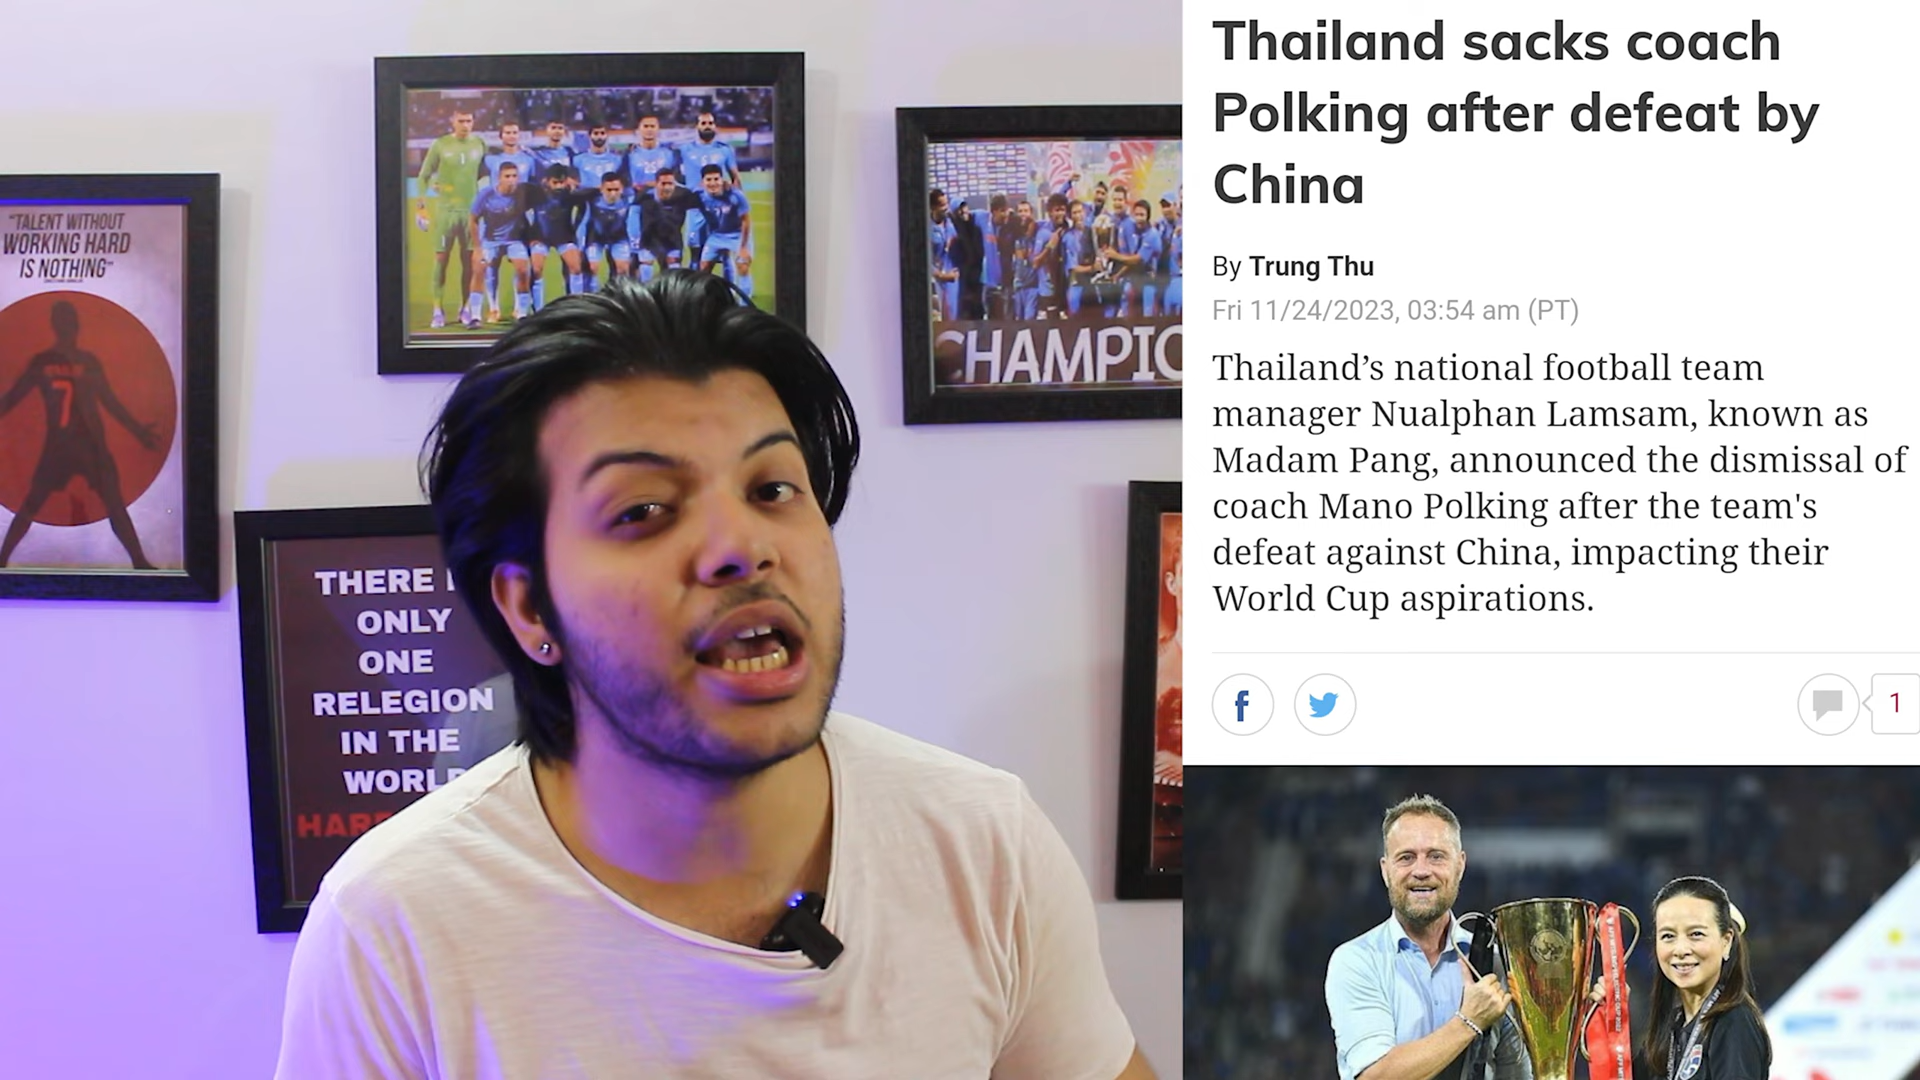 "TALENT WITHOUT
WORKING HARD
IS NOTHING"
7
THERE
ONLY
ONE
RELEGION
IN THE
WORLD
CHAMPIO
Thailand sacks coach
Polking after defeat by
China
By Trung Thu
Fri 11/24/2023, 03:54 am (PT)
Thailand’s national football team
manager Nualphan Lamsam, known as
Madam Pang, announced the dismissal of
coach Mano Polking after the team's
defeat against China, impacting their
World Cup aspirations.
1